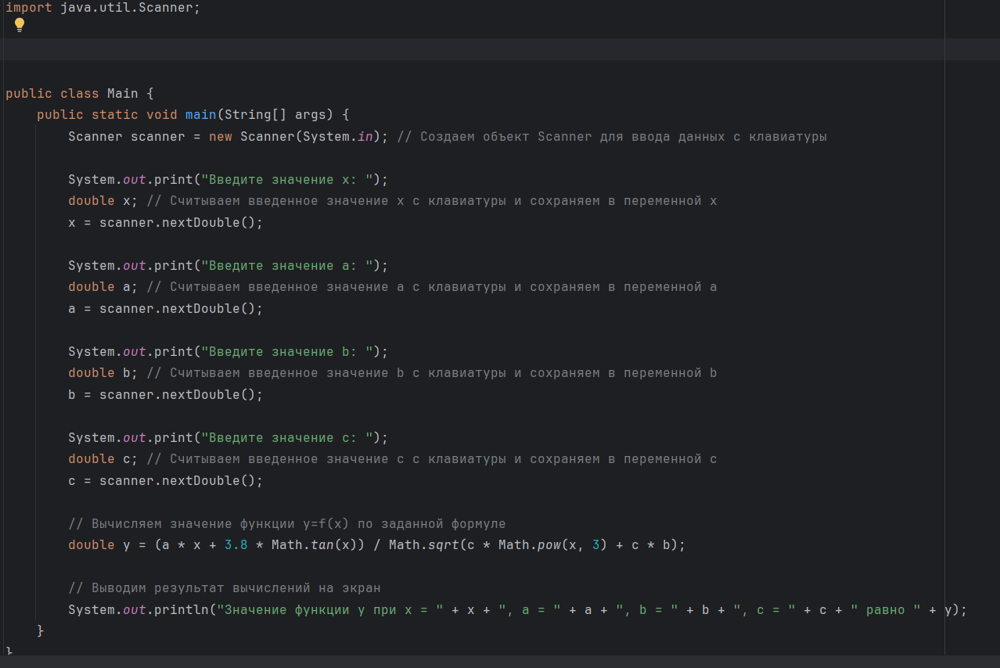 import java.util.Scanner;
public class Main {
public static void main(String[] args) {
Scanner scanner = new Scanner(System.in); // Создаем объект Scanner для ввода данных с клавиатуры
System.out.print("Введите значение x: ");
double x; // Считываем введенное значение x с клавиатуры и сохраняем в переменной x
x = scanner.nextDouble();
System.out.print("Введите значение a: ");
double a; // Считываем введенное значение a с клавиатуры и сохраняем в переменной a
a = scanner.nextDouble();
System.out.print("Введите значение b: ");
double b; // Считываем введенное значение b с клавиатуры и сохраняем в переменной b
b = scanner.nextDouble();
System.out.print("Введите значение c: ");
double c; // Считываем введенное значение c с клавиатуры и сохраняем в переменной c
c = scanner.nextDouble();
// Вычисляем значение функции y=f(x) по заданной формуле
double y = (a * x + 3.8 * Math.tan(x)) / Math.sqrt(c * Math.pow(x, 3) + c * b);
// Выводим результат вычислений на экран
System.out.println("Значение функции y при x = " + x + ", a = " + a + ", b = " + b + ", c = " + c + " равно " + y);
}
}